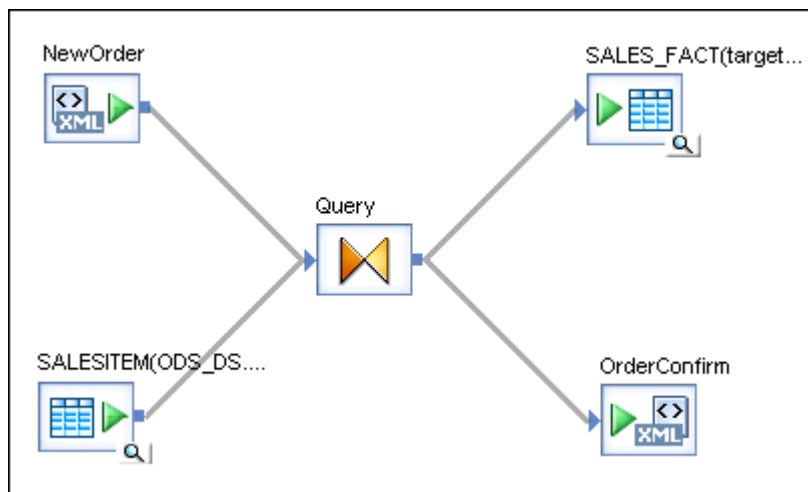 NewOrder
XML
SALES_FACT(target...
Query
SALESITEM(ODS_DS....
OrderConfirm
XML